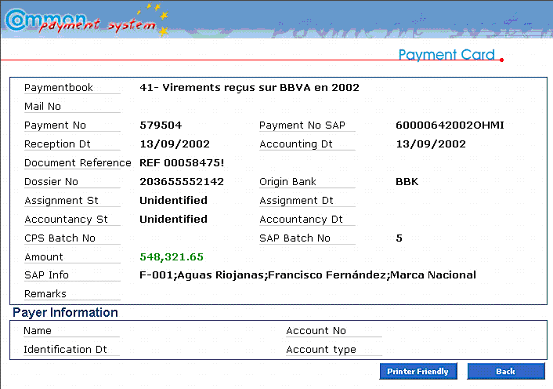 Common
payment system
Payment Card
Paymentbook 41- Virements reçus sur BBVA en 2002
Mail No
Payment No 579504 Payment No SAP 60000642002OHMI
Reception Dt 13/09/2002 Accounting Dt 13/09/2002
Document Reference REF 00058475!
Dossier No 203655552142 Origin Bank BBK
Assignment St Unidentified Assignment Dt
Accountancy St Unidentified Accountancy Dt
CPS Batch No SAP Batch No 5
Amount 548,321.65
SAP Info F-001;Aguas Riojanas;Francisco Fernández;Marca Nacional
Remarks
Payer Information
Name Account No
Identification Dt Account type
Printer Friendly Back